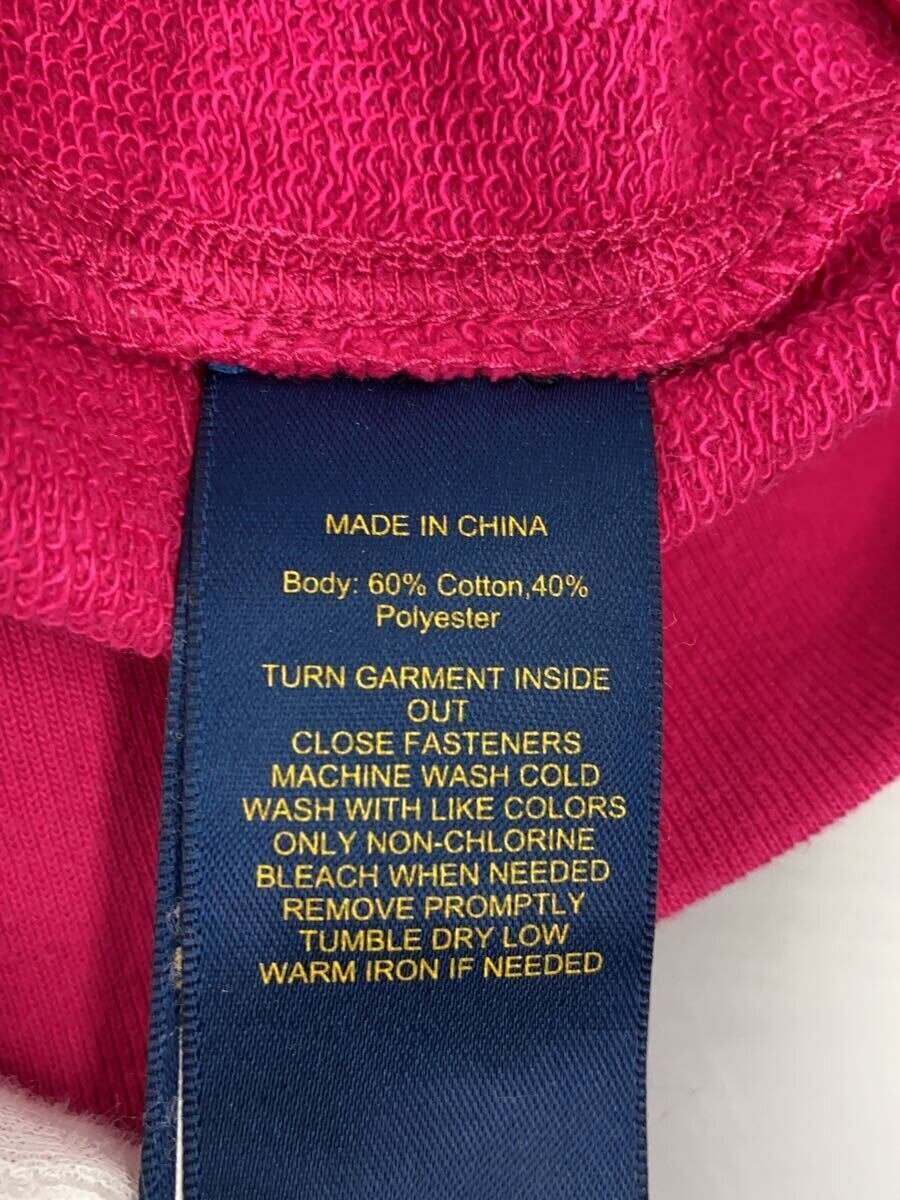 MADE IN CHINA
Body: 60% Cotton,40%
Polyester
TURN GARMENT INSIDE
OUT
CLOSE FASTENERS
MACHINE WASH COLD
WASH WITH LIKE COLORS
ONLY NON-CHLORINE
BLEACH WHEN NEEDED
REMOVE PROMPTLY
TUMBLE DRY LOW
WARM IRON IF NEEDED